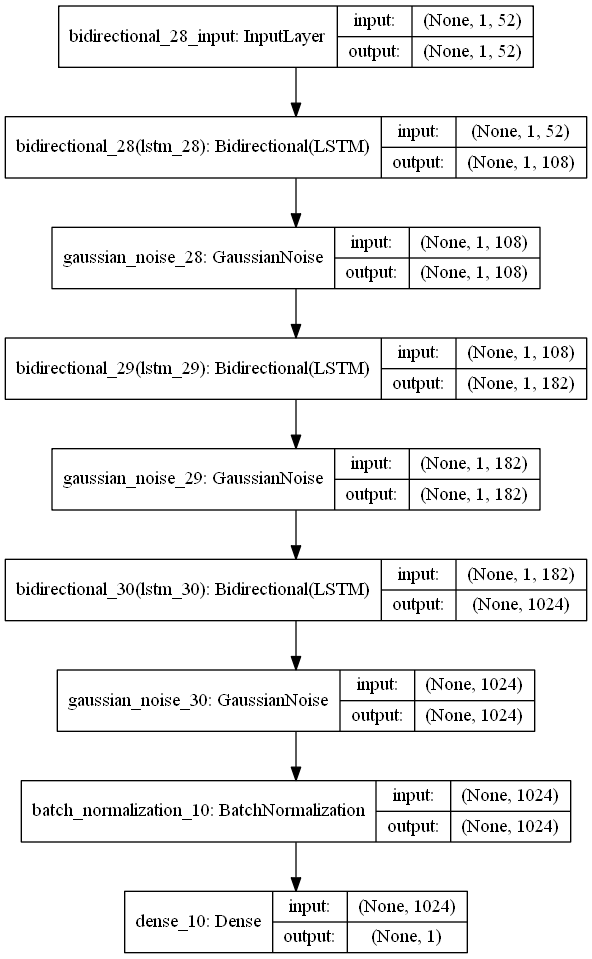 bidirectional_28_input: InputLayer
input: (None, 1, 52)
output: (None, 1, 52)
bidirectional_28(lstm_28): Bidirectional(LSTM)
input: (None, 1, 52)
output: (None, 1, 108)
gaussian_noise_28: GaussianNoise
input: (None, 1, 108)
output: (None, 1, 108)
bidirectional_29(lstm_29): Bidirectional(LSTM)
input: (None, 1, 108)
output: (None, 1, 182)
gaussian_noise_29: GaussianNoise
input: (None, 1, 182)
output: (None, 1, 182)
bidirectional_30(lstm_30): Bidirectional(LSTM)
input: (None, 1, 182)
output: (None, 1024)
gaussian_noise_30: GaussianNoise
input: (None, 1024)
output: (None, 1024)
batch_normalization_10: BatchNormalization
input: (None, 1024)
output: (None, 1024)
dense_10: Dense
input: (None, 1024)
output: (None, 1)